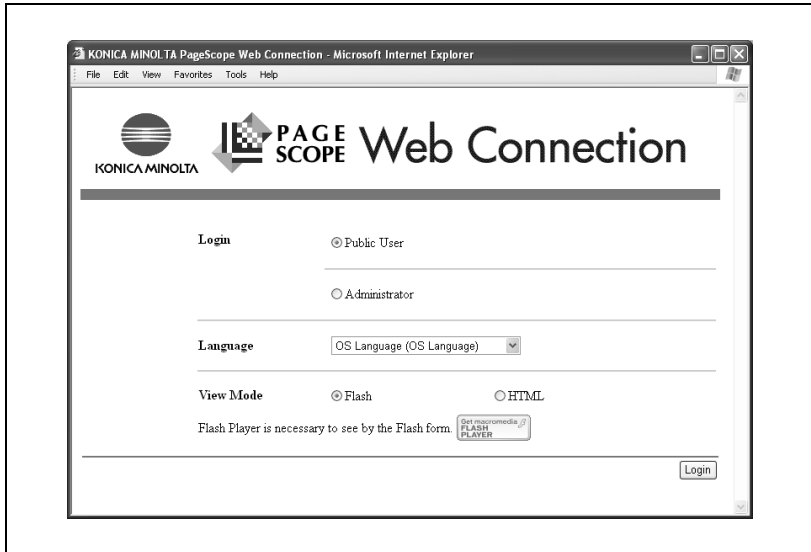 KONICA MINOLTA PageScope Web Connection - Microsoft Internet Explorer
File Edit View Favorites Tools Help
KONICA MINOLTA
PAGE SCOPE Web Connection
Login
Public User
Administrator
Language
OS Language (OS Language)
View Mode
Flash
HTML
Flash Player is necessary to see by the Flash form.
Get macromedia
FLASH
PLAYER
Login